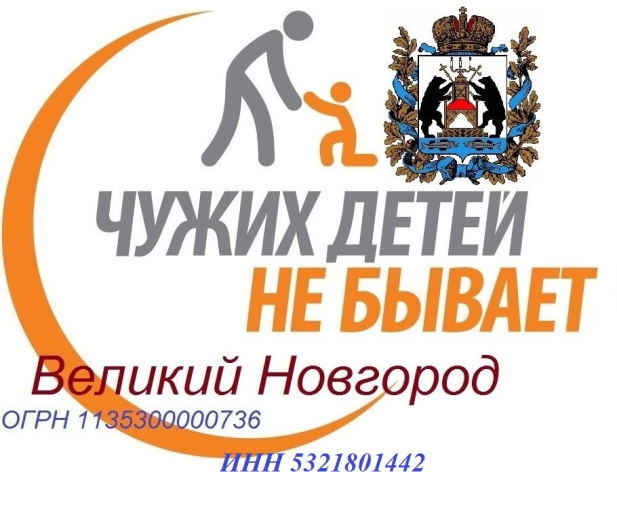 ЧУЖИХ ДЕТЕЙ
НЕ БЫВАЕТ
Великий Новгород
ОГРН 1135300000736
ИНН 5321801442